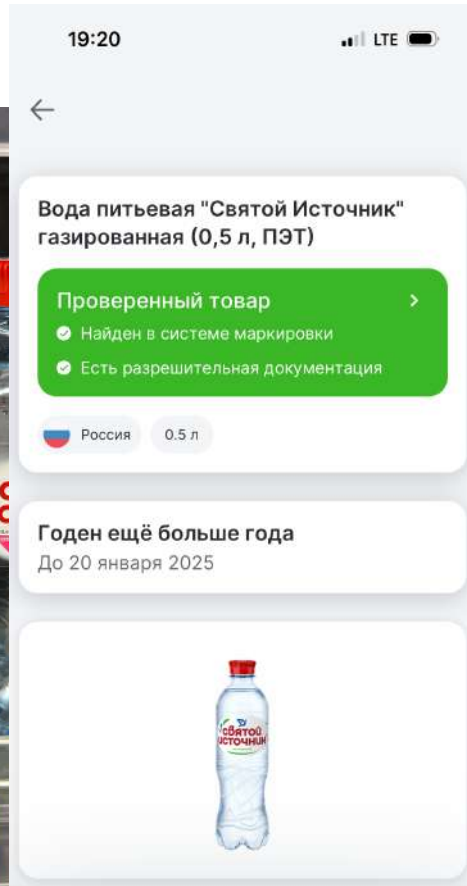 19:20
LTE
Вода питьевая "Святой Источник"
газированная (0,5 л, ПЭТ)
Проверенный товар
Найден в системе маркировки
Есть разрешительная документация
Россия
0.5 л
Годен ещё больше года
До 20 января 2025
святой
источник